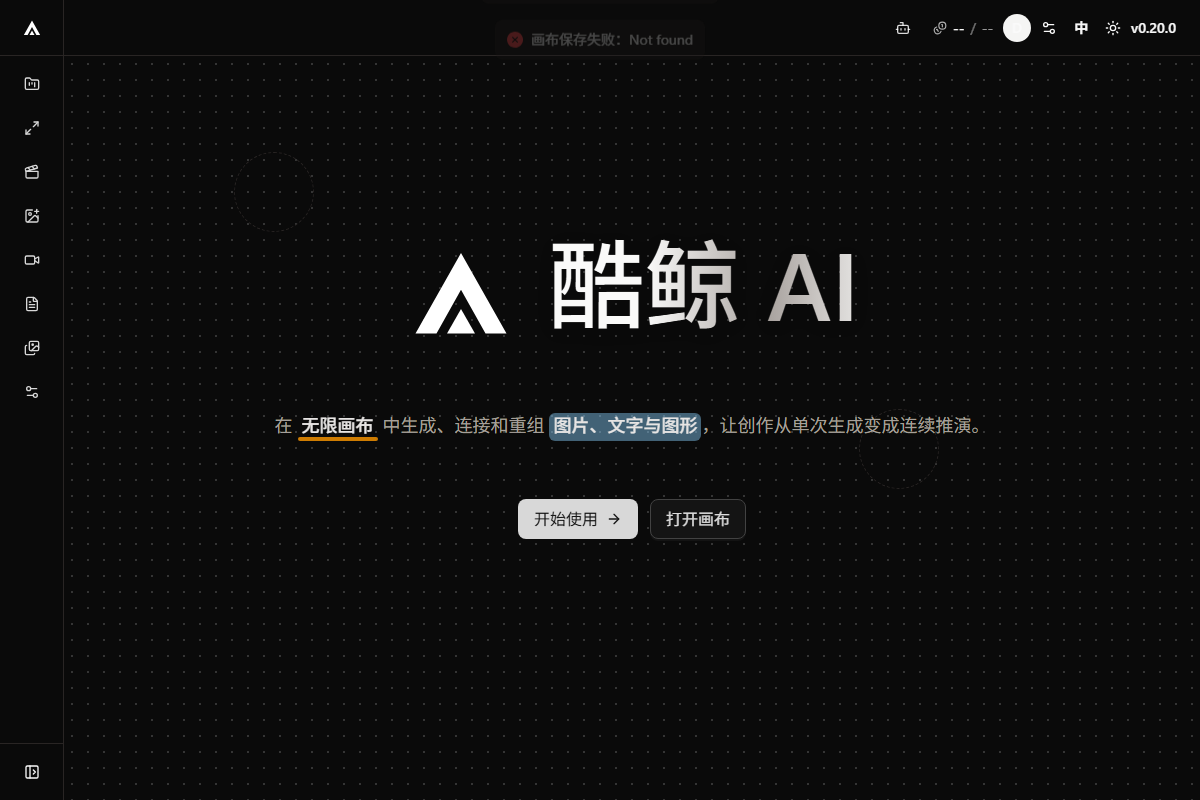 画布保存失败：Not found
-- / --
中
v0.20.0
酷鲸 AI
在 无限画布 中生成、连接和重组 图片、文字与图形，让创作从单次生成变成连续推演。
开始使用 →
打开画布